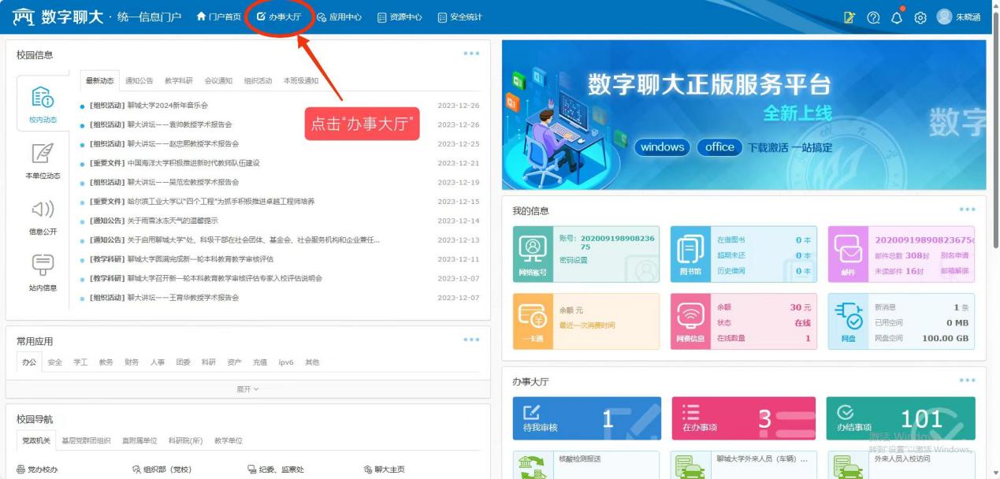 数字聊大 · 统一信息门户 门户首页 办事大厅 应用中心 资源中心 安全统计 朱晓涵
校园信息
最新动态 通知公告 教学科研 会议通知 组织活动 本班级通知
校内动态
本单位动态
信息公开
站内信息
[组织活动] 聊城大学2024新年音乐会 2023-12-26
[组织活动] 聊大讲坛一一袁帅教授学术报告会 2023-12-26
[组织活动] 聊大讲坛一一赵忠熙教授学术报告会 2023-12-25
[重要文件] 中国海洋大学积极推进新时代教师队伍建设 2023-12-21
[组织活动] 聊大讲坛一一吴范宏教授学术报告会 2023-12-19
[重要文件] 哈尔滨工业大学以“四个工程”为抓手积极推进卓越工程师培养 2023-12-15
[通知公告] 关于雨雪冰冻天气的温馨提示 2023-12-14
[通知公告] 关于启用聊城大学“处、科级干部在社会团体、基金会、社会服务机构和企业兼任... 2023-12-13
[教学科研] 聊城大学圆满完成新一轮本科教育教学审核评估 2023-12-11
[教学科研] 聊城大学召开新一轮本科教育教学审核评估专家入校评估说明会 2023-12-07
[组织活动] 聊大讲坛一一王育华教授学术报告会 2023-12-07
点击“办事大厅”
常用应用
办公 安全 学工 教务 财务 人事 团委 科研 资产 充值 ipv6 其他
展开
校园导航
党政机关 基层党群团组织 直附属单位 科研院(所) 教学单位
党办校办 组织部（党校） 纪委、监察处 聊大主页
数字聊大正版服务平台
全新上线
windows office 下载激活 一站搞定
数字
我的信息
网络账号
账号: 202009198908236
75
密码设置
图书馆
在借图书 0 本
超期未还 0 本
历史借阅 0 本
邮件
20200919890823675
邮件总数 308封 别名申请
未读邮件 16封 邮箱解绑
一卡通
余额 元
最近一次消费时间
网费信息
余额 30 元
状态 在线
在线数量 1
网盘
新消息 1 条
已用空间 0 MB
网盘空间 100.00 GB
办事大厅
待我审核 1
在办事项 3
办结事项 101
激活 Windows
转到“设置”以激活 Windows。
核酸检测报送
聊城大学外来人员（车辆）...
外来人员入校访问